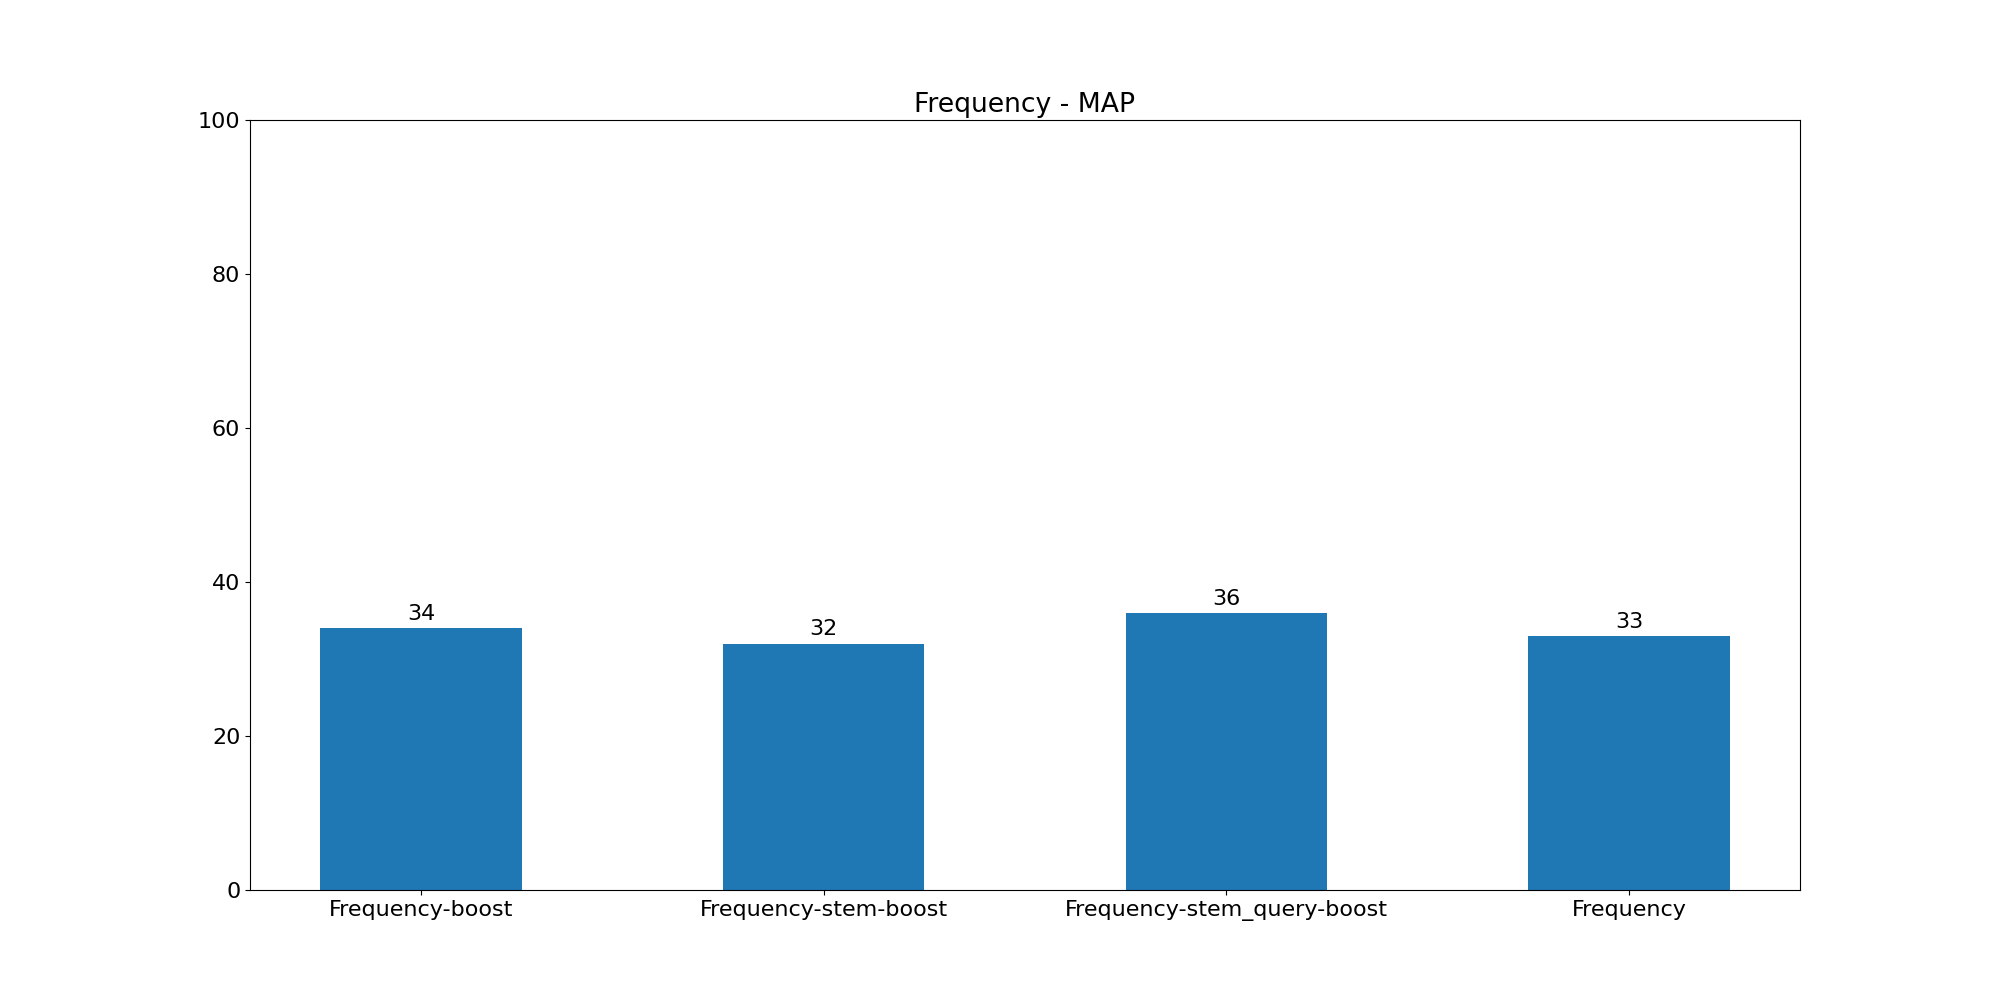 Frequency - MAP
100
80
60
40
20
0
34
32
36
33
Frequency-boost
Frequency-stem-boost
Frequency-stem_query-boost
Frequency